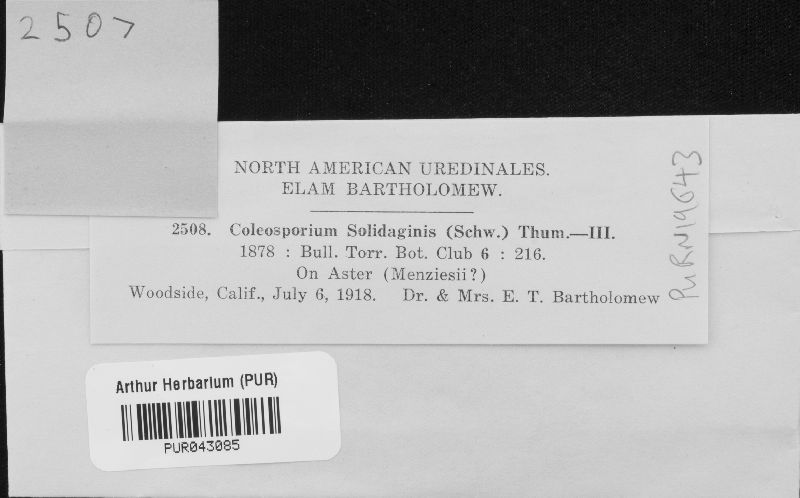 2507
NORTH AMERICAN UREDINALES.
ELAM BARTHOLOMEW.
2508. Coleosporium Solidaginis (Schw.) Thum.—III.
1878 : Bull. Torr. Bot. Club 6 : 216.
On Aster (Menziesii?)
Woodside, Calif., July 6, 1918. Dr. & Mrs. E. T. Bartholomew
PURN19643
Arthur Herbarium (PUR)
PUR043085